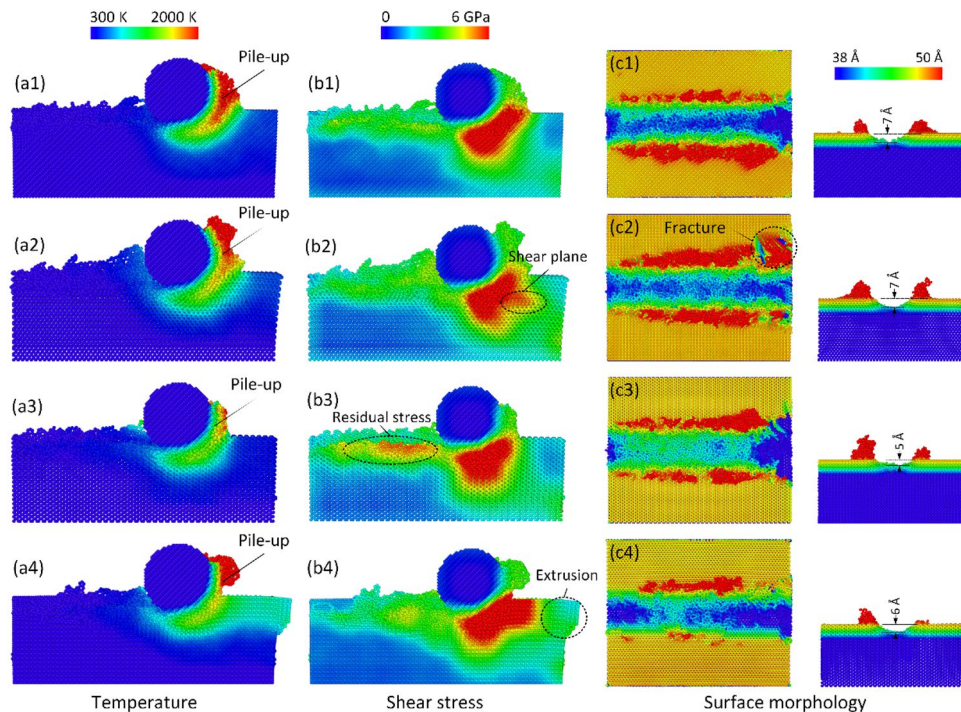 300 K 2000 K
0 6 GPa
38 Å 50 Å
(a1)
Pile-up
(b1)
(c1)
7 Å
(a2)
Pile-up
(b2)
Shear plane
(c2)
Fracture
7 Å
(a3)
Pile-up
(b3)
Residual stress
(c3)
5 Å
(a4)
Pile-up
(b4)
Extrusion
(c4)
6 Å
Temperature
Shear stress
Surface morphology